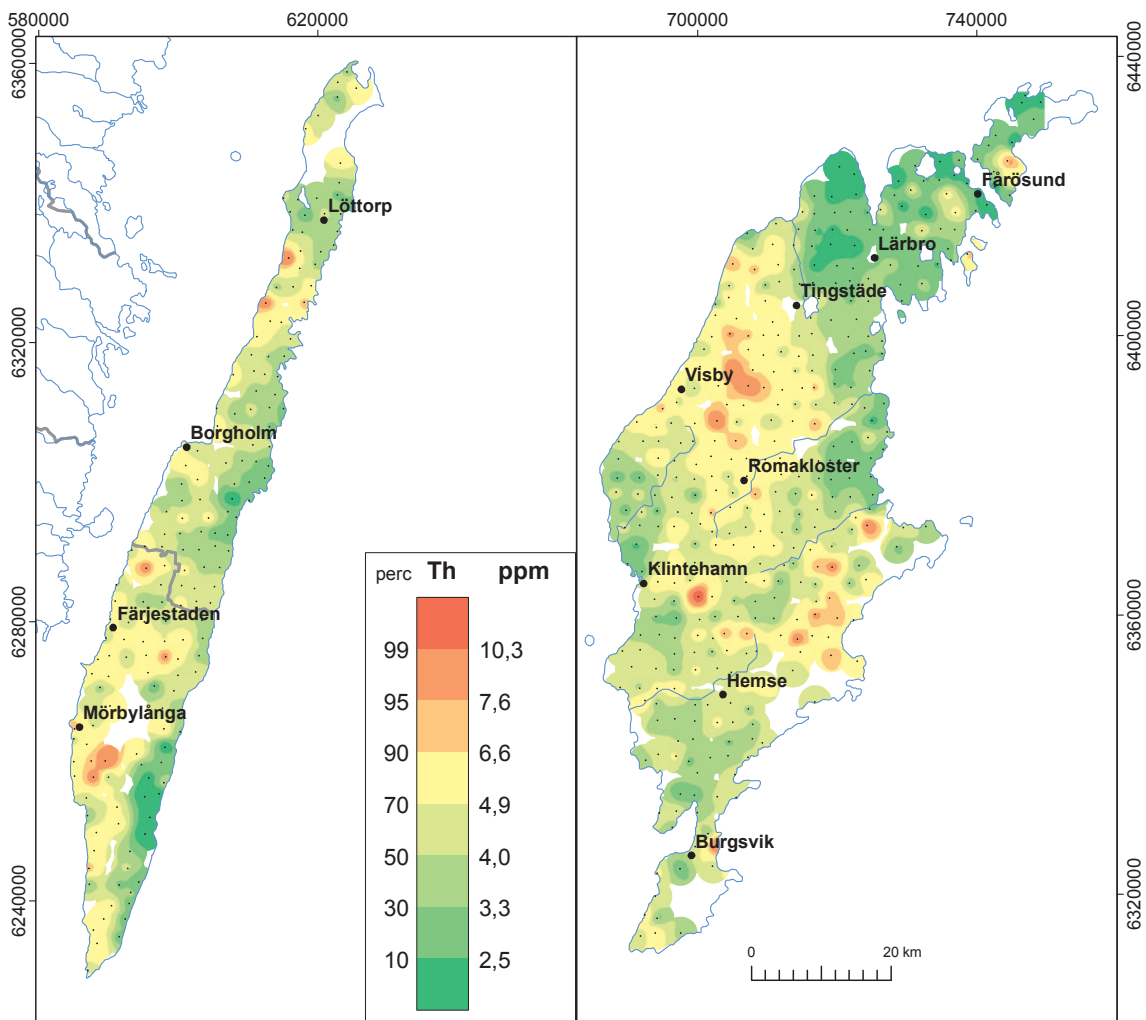 580000
620000
700000
740000
6360000
6320000
6280000
6240000
6440000
6400000
6360000
6320000
Löttorp
Borgholm
Färjestaden
Mörbylånga
Fårösund
Lärbro
Tingstäde
Visby
Romakloster
Klintehamn
Hemse
Burgsvik
perc Th ppm
99 10,3
95 7,6
90 6,6
70 4,9
50 4,0
30 3,3
10 2,5
0 20 km